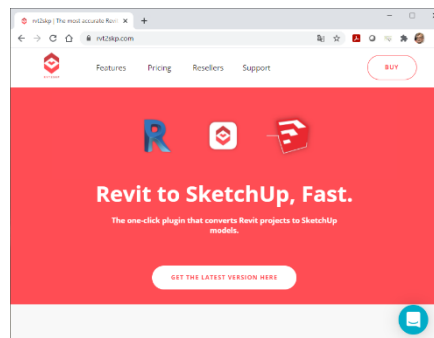 rvt2skp | The most accurate Revi
rvt2skp.com
Features Pricing Resellers Support BUY
R
Revit to SketchUp, Fast.
The one-click plugin that converts Revit projects to SketchUp
models.
GET THE LATEST VERSION HERE